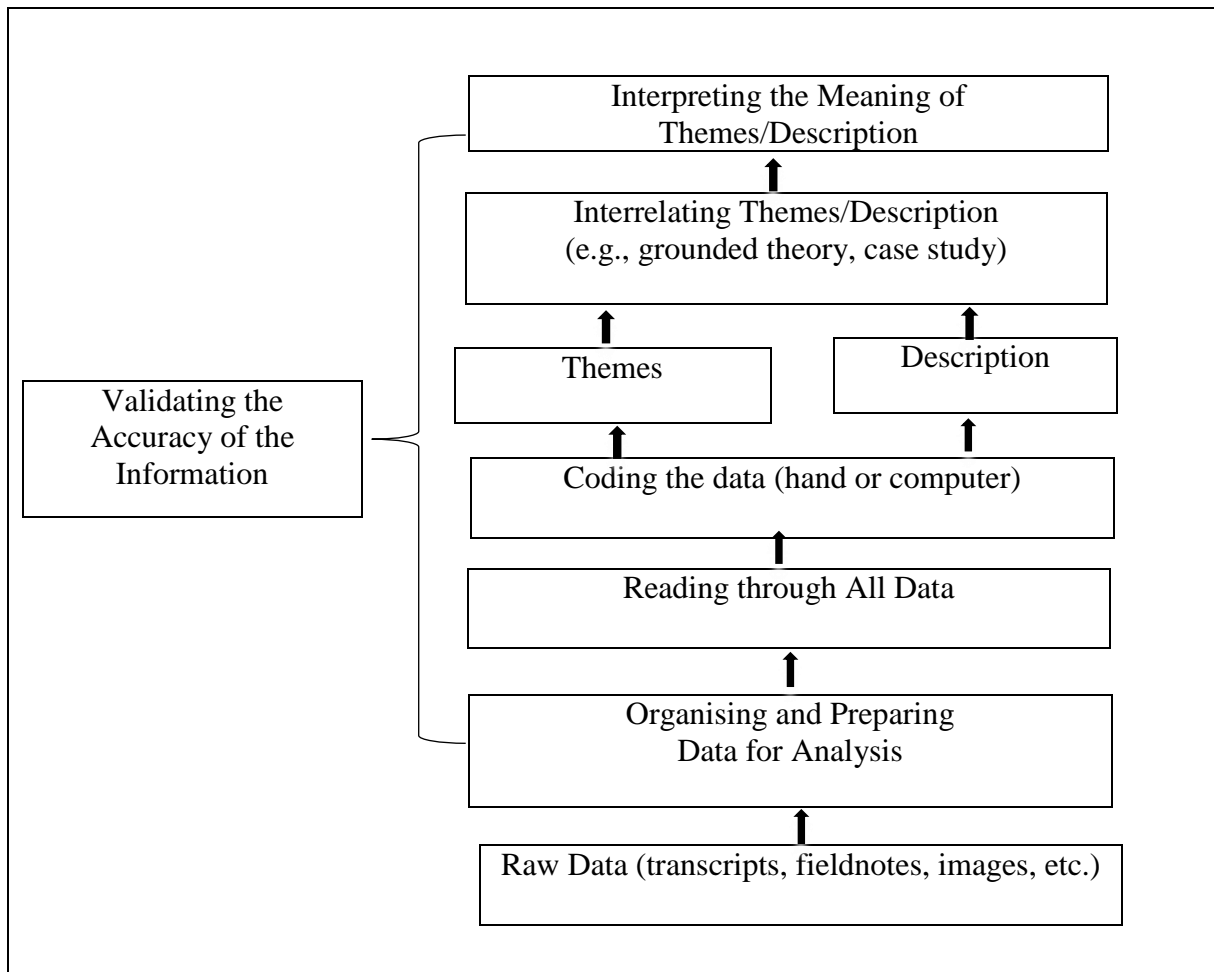 Interpreting the Meaning of
Themes/Description
Interrelating Themes/Description
(e.g., grounded theory, case study)
Themes
Description
Validating the
Accuracy of the
Information
Coding the data (hand or computer)
Reading through All Data
Organising and Preparing
Data for Analysis
Raw Data (transcripts, fieldnotes, images, etc.)